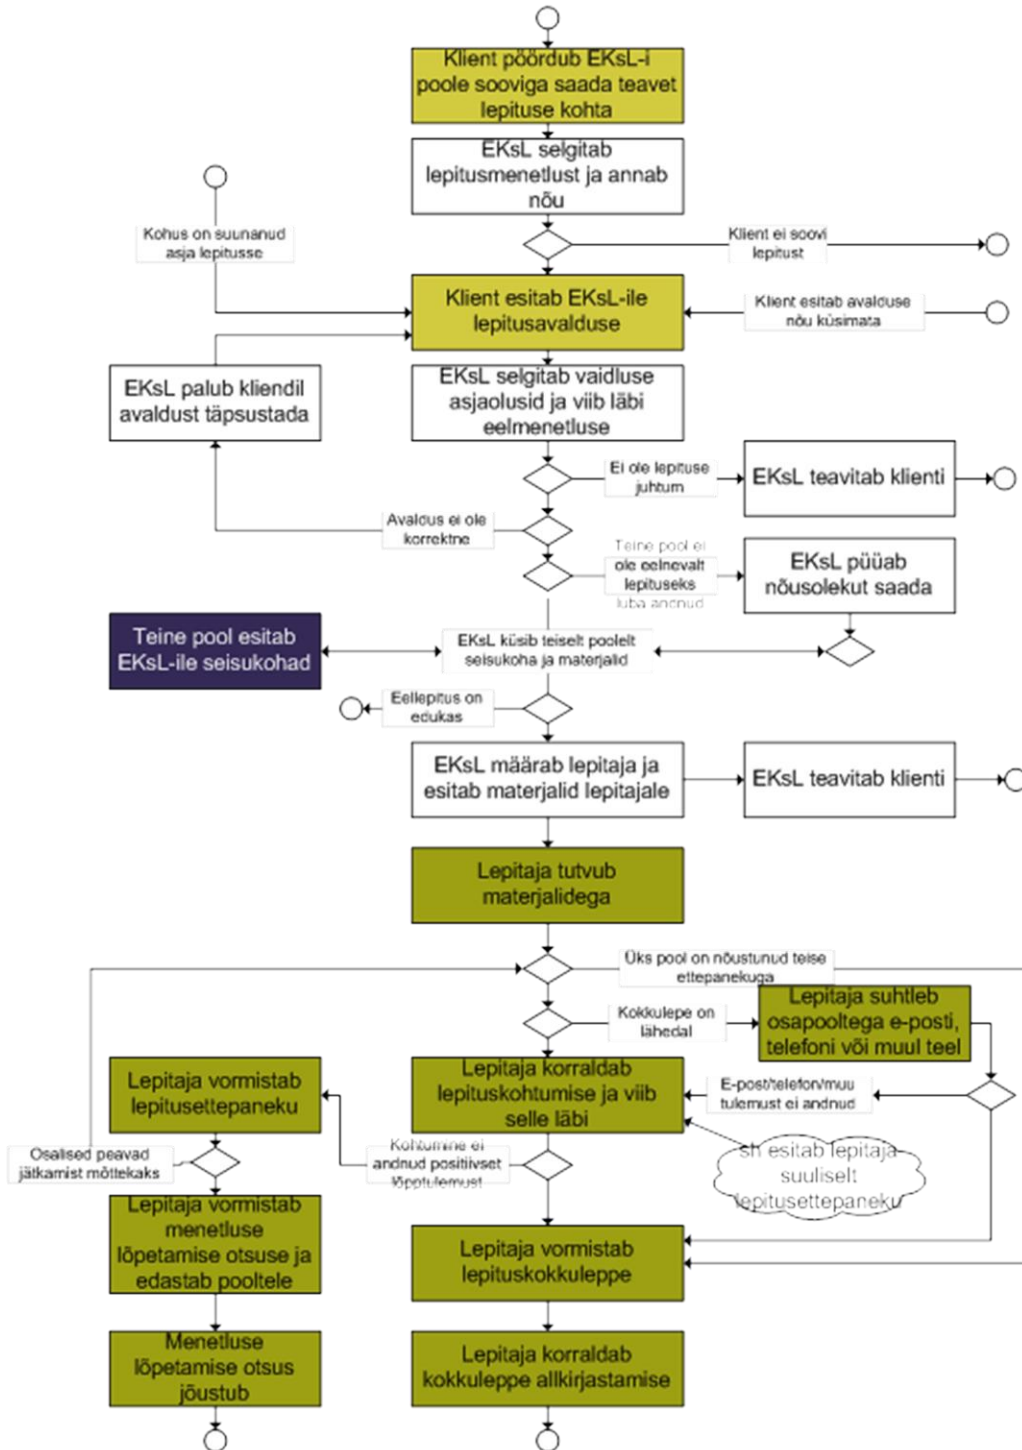 Klient pöördub EKsL-i
poole sooviga saada teavet
lepituse kohta
EKsL selgitab
lepitusmenetlust ja annab
nõu
Kohus on suunanud
asja lepitusse
Klient ei soovi
lepitust
Klient esitab EKsL-ile
lepitusavalduse
Klient esitab avalduse
nõu küsimata
EKsL palub kliendil
avaldust täpsustada
EKsL selgitab vaidluse
asjaolusid ja viib läbi
eelmenetluse
Ei ole lepituse
juhtum
EKsL teavitab klienti
Avaldus ei ole
korrektne
Teine pool ei
ole eelnevalt
lepituseks
luba andnud
EKsL püüab
nõusolekut saada
Teine pool esitab
EKsL-ile seisukohad
EKsL küsib teiselt poolelt
seisukoha ja materjalid
Eellepitus on
edukas
EKsL määrab lepitaja ja
esitab materjalid lepitajale
EKsL teavitab klienti
Lepitaja tutvub
materjalidega
Üks pool on nõustunud teise
ettepanekuga
Kokkulepe on
lähedal
Lepitaja suhtleb
osapooltega e-posti,
telefoni või muul teel
Lepitaja vormistab
lepitusettepaneku
Lepitaja korraldab
lepituskohtumise ja viib
selle läbi
E-post/telefon/muu
tulemust ei andnud
Osalised peavad
jätkamist mõttekaks
Kohtumine ei
andnud positiivset
lõpptulemust
sh esitab lepitaja
suuliselt
lepitusettepaneku
Lepitaja vormistab
menetluse
lõpetamise otsuse ja
edastab pooltele
Lepitaja vormistab
lepituskokkuleppe
Menetluse
lõpetamise otsus
jõustub
Lepitaja korraldab
kokkuleppe allkirjastamise